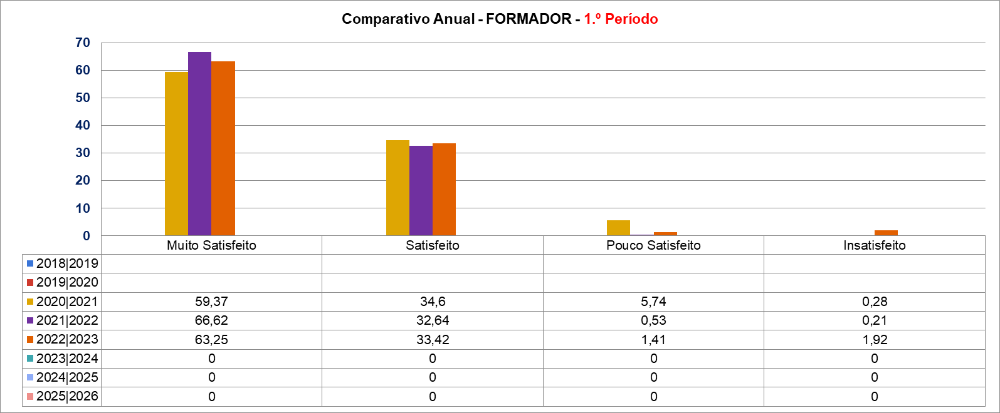 Comparativo Anual - FORMADOR - 1.º Período
70
60
50
40
30
20
10
0
Muito Satisfeito Satisfeito Pouco Satisfeito Insatisfeito
2018|2019
2019|2020
2020|2021 59,37 34,6 5,74 0,28
2021|2022 66,62 32,64 0,53 0,21
2022|2023 63,25 33,42 1,41 1,92
2023|2024 0 0 0 0
2024|2025 0 0 0 0
2025|2026 0 0 0 0